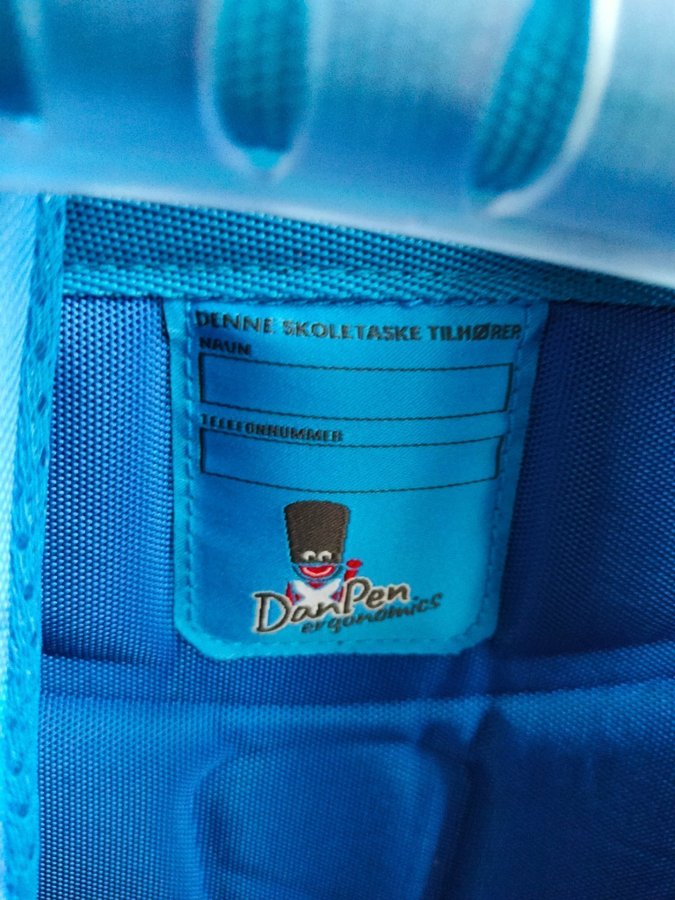 DENNE SKOLETASKE TILHØRER
NAVN
TELEFONNUMMER
DanPen
ergonomics